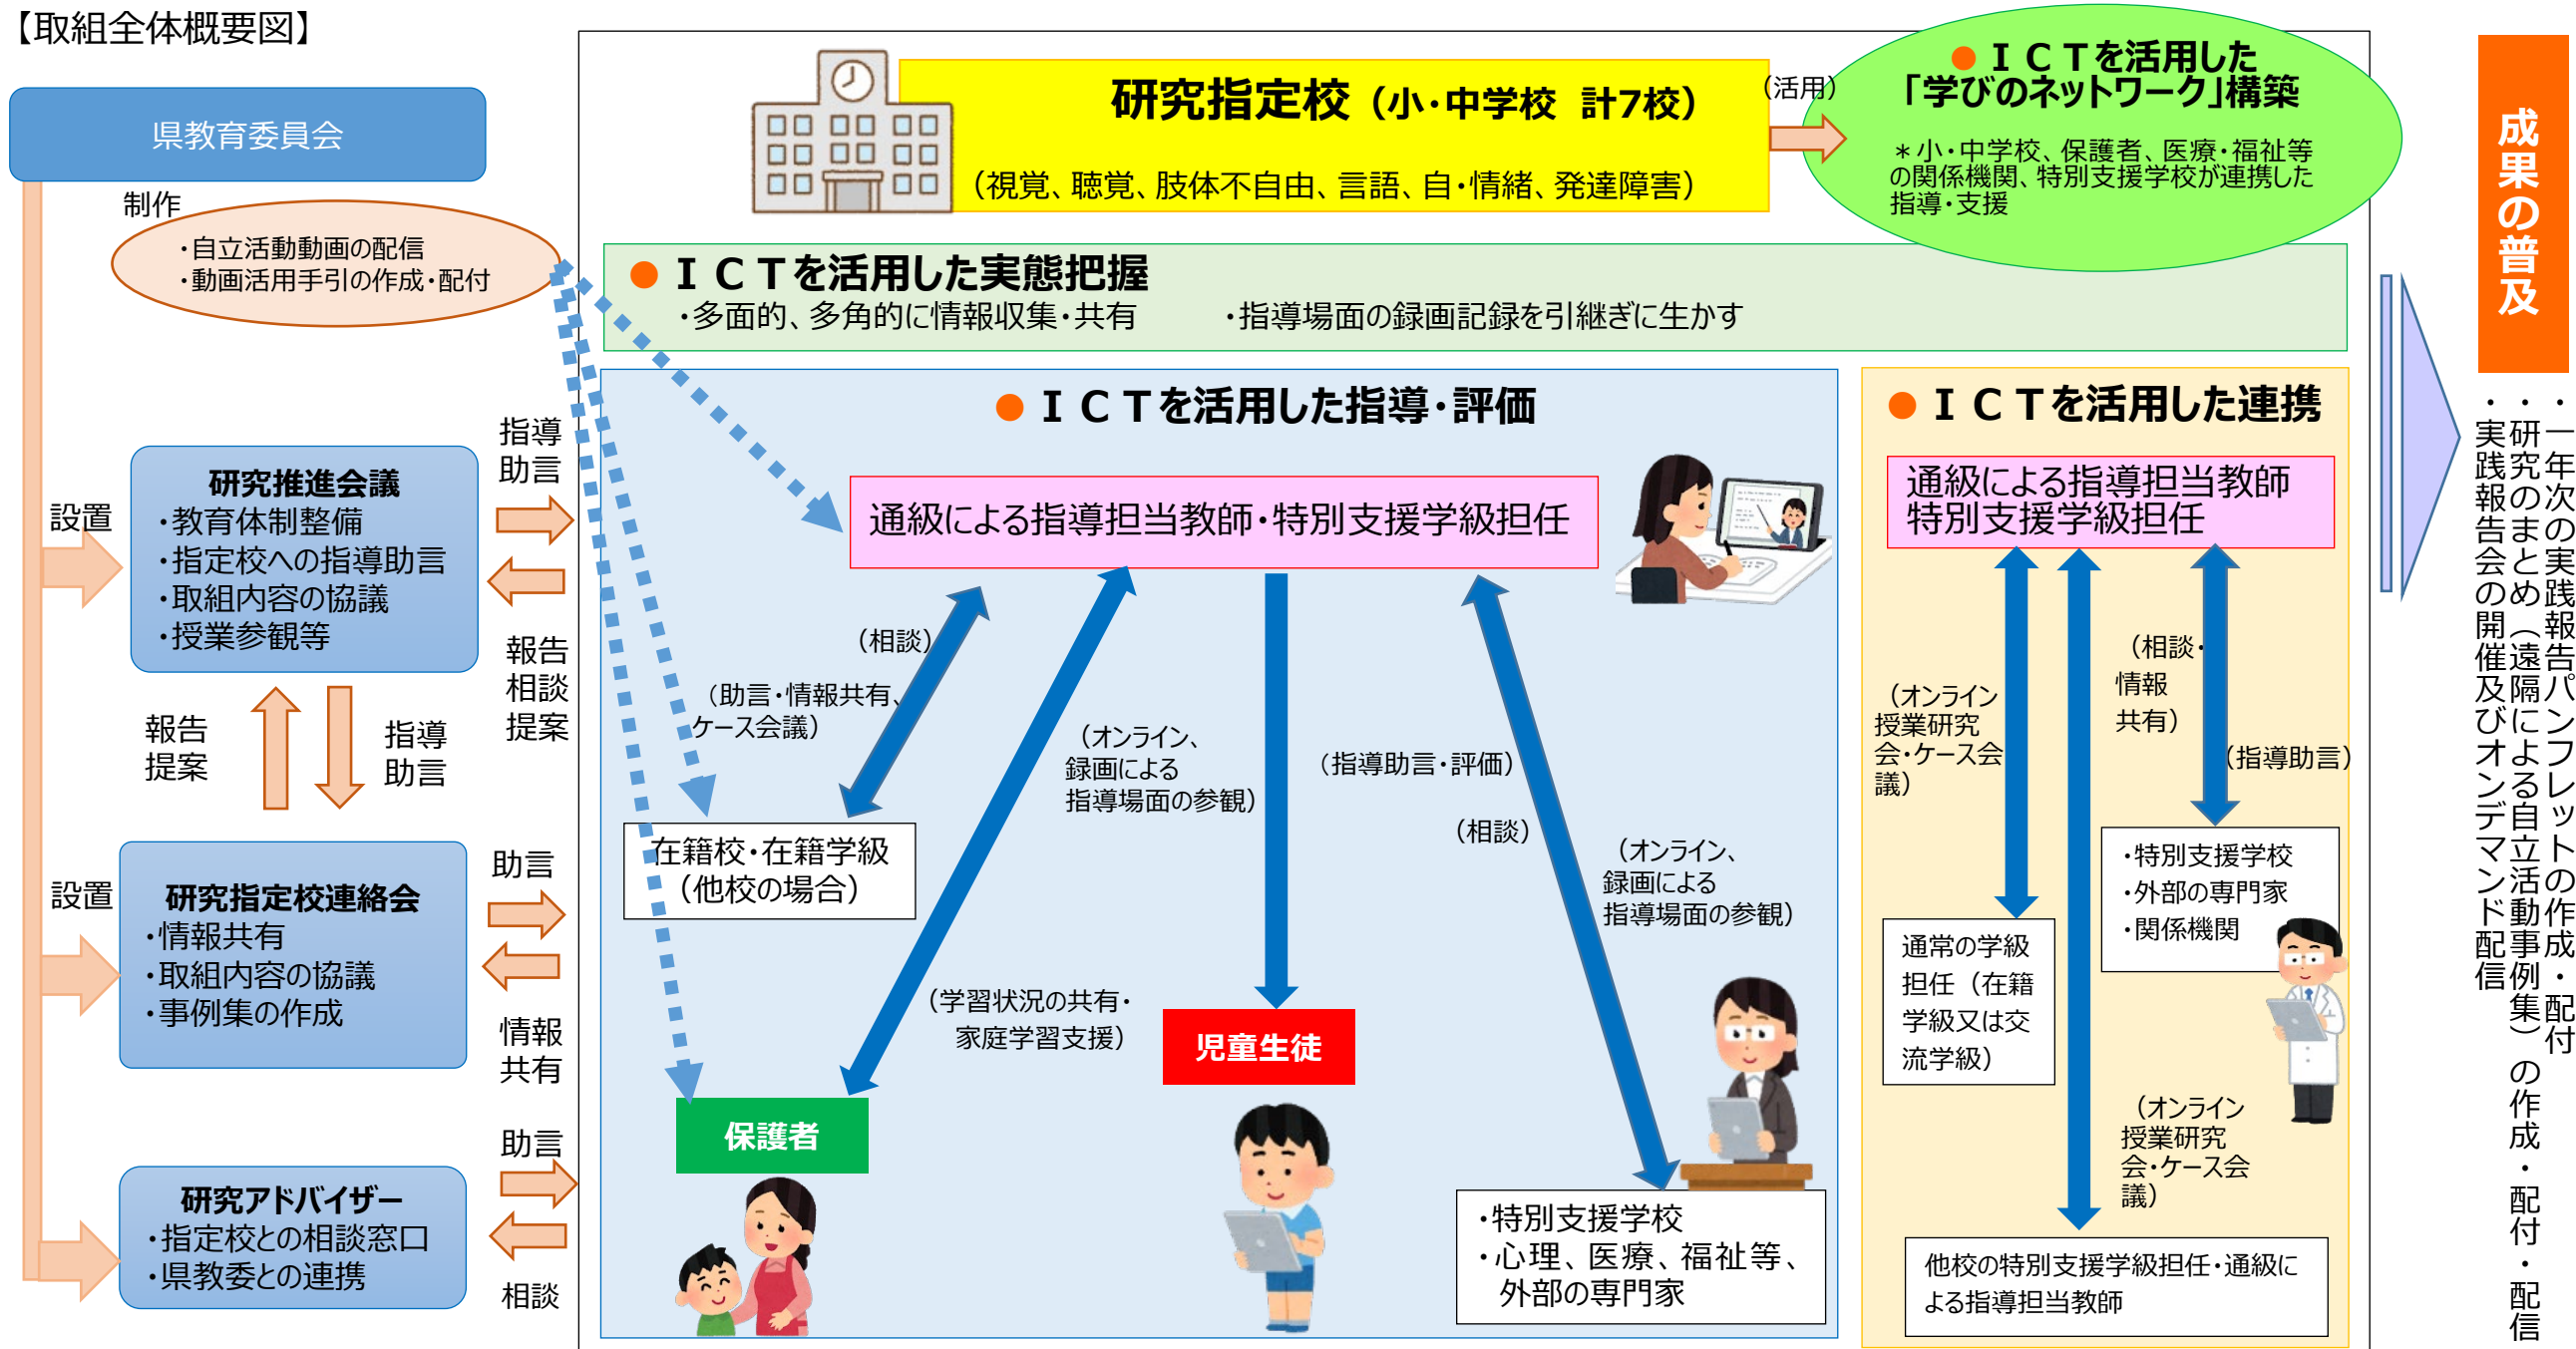 【取組全体概要図】
県教育委員会
制作
・自立活動動画の配信
・動画活用手引の作成・配付
設置
研究推進会議
・教育体制整備
・指定校への指導助言
・取組内容の協議
・授業参観等
指導
助言
報告
相談
提案
報告
提案
指導
助言
設置
研究指定校連絡会
・情報共有
・取組内容の協議
・事例集の作成
助言
情報
共有
研究アドバイザー
・指定校との相談窓口
・県教委との連携
助言
相談
研究指定校（小・中学校 計7校）
（視覚、聴覚、肢体不自由、言語、自・情緒、発達障害）
（活用）
●ＩＣＴを活用した
「学びのネットワーク」構築
＊小・中学校、保護者、医療・福祉等
の関係機関、特別支援学校が連携した
指導・支援
●ＩＣＴを活用した実態把握
・多面的、多角的に情報収集・共有　・指導場面の録画記録を引継ぎに生かす
●ＩＣＴを活用した指導・評価
通級による指導担当教師・特別支援学級担任
（相談）
（助言・情報共有、
ケース会議）
（オンライン、
録画による
指導場面の参観）
（指導助言・評価）
（相談）
（オンライン、
録画による
指導場面の参観）
在籍校・在籍学級
（他校の場合）
（学習状況の共有・
家庭学習支援）
児童生徒
保護者
・特別支援学校
・心理、医療、福祉等、
外部の専門家
●ＩＣＴを活用した連携
通級による指導担当教師
特別支援学級担任
（オンライン
授業研究
会・ケース会
議）
（相談・
情報
共有）
（指導助言）
・特別支援学校
・外部の専門家
・関係機関
通常の学級
担任（在籍
学級又は交
流学級）
（オンライン
授業研究
会・ケース会
議）
他校の特別支援学級担任・通級に
よる指導担当教師
成果の普及
・一年次の実践報告パンフレットの作成・配付
・研究のまとめ（遠隔による自立活動事例集）の作成・配付・配信
・実践報告会の開催及びオンデマンド配信